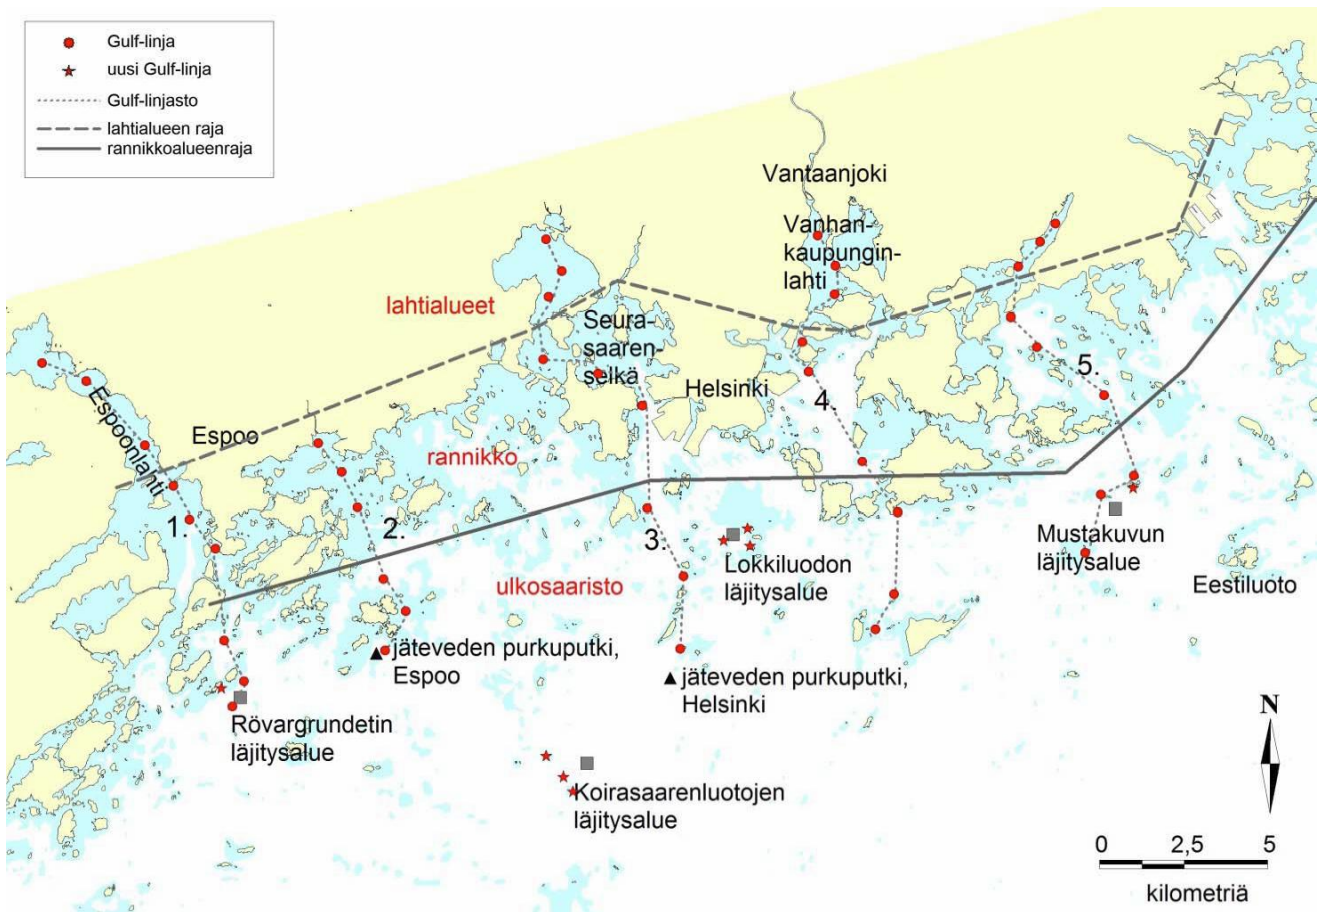 Gulf-linja
uusi Gulf-linja
Gulf-linjasto
lahtialueen raja
rannikkoalueenraja
Vantaanjoki
Vanhan-
kaupungin-
lahti
lahtialueet
Seura-
saaren-
selkä
Helsinki
4.
5.
Espoonlahti
Espoo
rannikko
1.
2.
3.
ulkosaaristo
Lokkiluodon
läjitysalue
Mustakuvun
läjitysalue
Eestiluoto
jäteveden purkuputki,
Espoo
jäteveden purkuputki,
Helsinki
Rövargrundetin
läjitysalue
Koirasaarenluotojen
läjitysalue
N
0 2,5 5
kilometriä